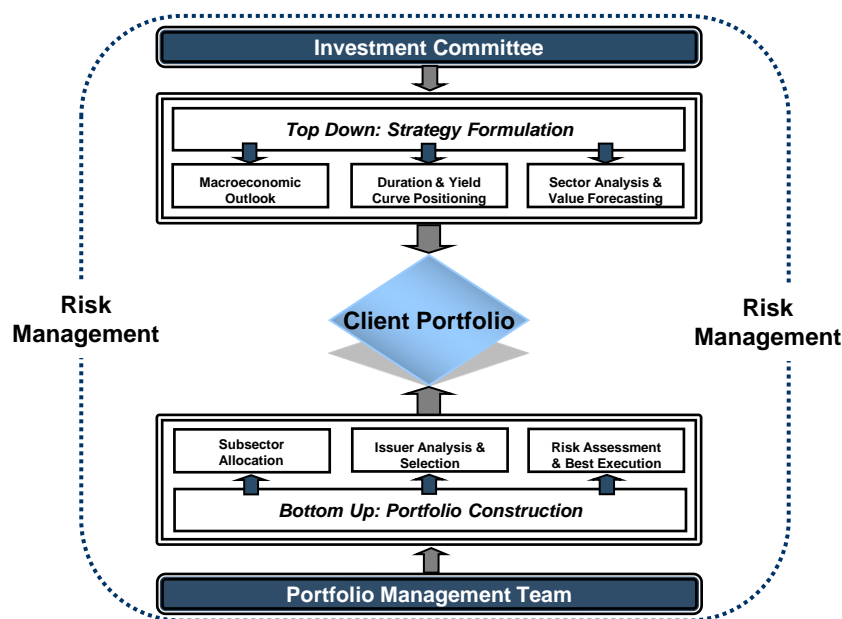 Investment Committee
Top Down: Strategy Formulation
Macroeconomic
Outlook
Duration & Yield
Curve Positioning
Sector Analysis &
Value Forecasting
Risk
Management
Client Portfolio
Risk
Management
Subsector
Allocation
Issuer Analysis &
Selection
Risk Assessment
& Best Execution
Bottom Up: Portfolio Construction
Portfolio Management Team